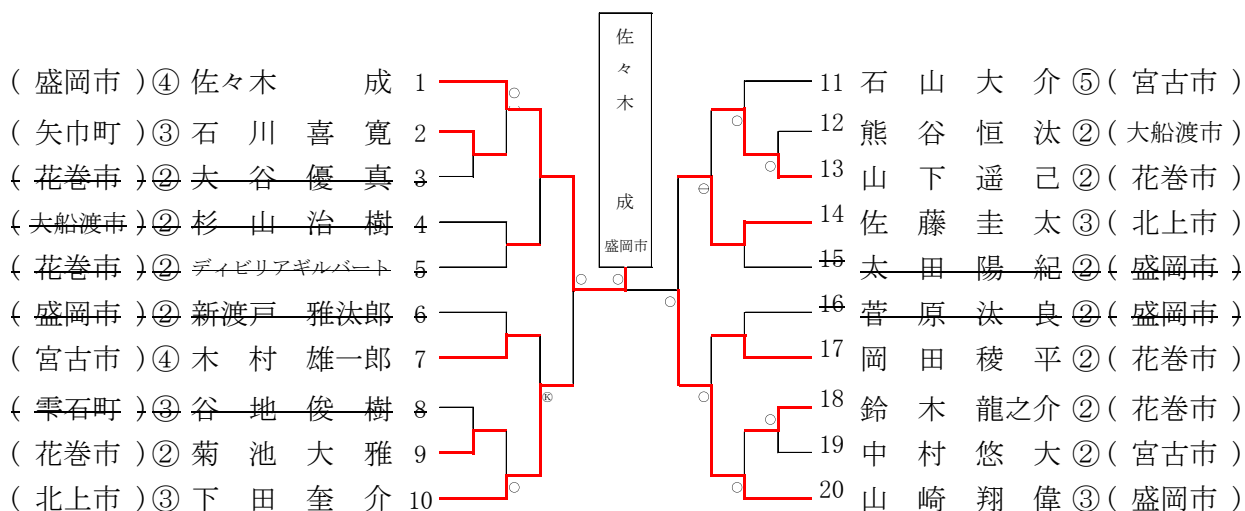 佐々木 成
盛岡市
( 盛岡市 ) ④ 佐々木 成 1
( 矢巾町 ) ③ 石川喜寛 2
( 花巻市 ) ② 大谷優真 3
( 大船渡市 ) ② 杉山治樹 4
( 花巻市 ) ② ディビリアギルバート 5
( 盛岡市 ) ② 新渡戸 雅汰郎 6
( 宮古市 ) ④ 木村雄一郎 7
( 雫石町 ) ③ 谷地俊樹 8
( 花巻市 ) ② 菊池大雅 9
( 北上市 ) ③ 下田奎介 10
11 石山大介 ⑤ ( 宮古市 )
12 熊谷恒汰 ② ( 大船渡市 )
13 山下遥己 ② ( 花巻市 )
14 佐藤圭太 ③ ( 北上市 )
15 太田陽紀 ② ( 盛岡市 )
16 菅原汰良 ② ( 盛岡市 )
17 岡田稜平 ② ( 花巻市 )
18 鈴木龍之介 ② ( 花巻市 )
19 中村悠大 ② ( 宮古市 )
20 山崎翔偉 ③ ( 盛岡市 )